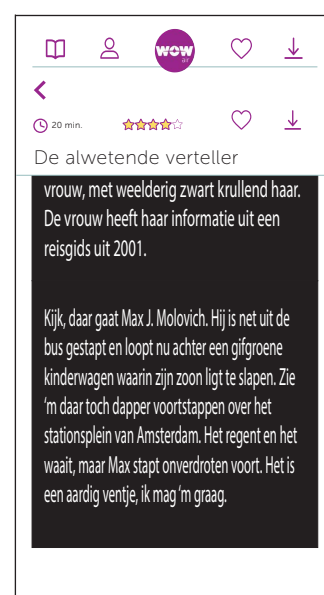 wow
air
20 min.
De alwetende verteller
vrouw, met weelderig zwart krullend haar.
De vrouw heeft haar informatie uit een
reisgids uit 2001.
Kijk, daar gaat Max J. Molovich. Hij is net uit de
bus gestapt en loopt nu achter een gifgroene
kinderwagen waarin zijn zoon ligt te slapen. Zie
'm daar toch dapper voortstappen over het
stationsplein van Amsterdam. Het regent en het
waait, maar Max stapt onverdroten voort. Het is
een aardig ventje, ik mag 'm graag.